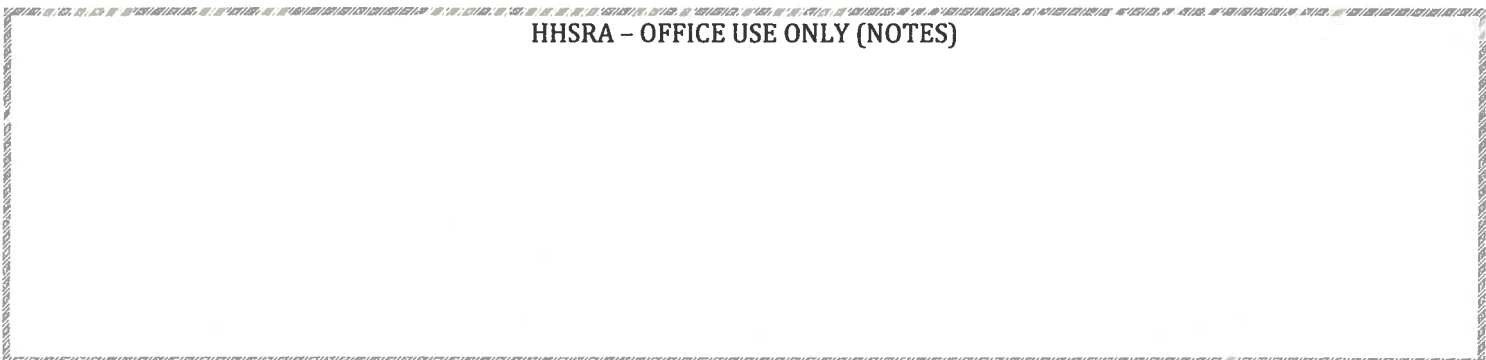 HHSRA – OFFICE USE ONLY (NOTES)